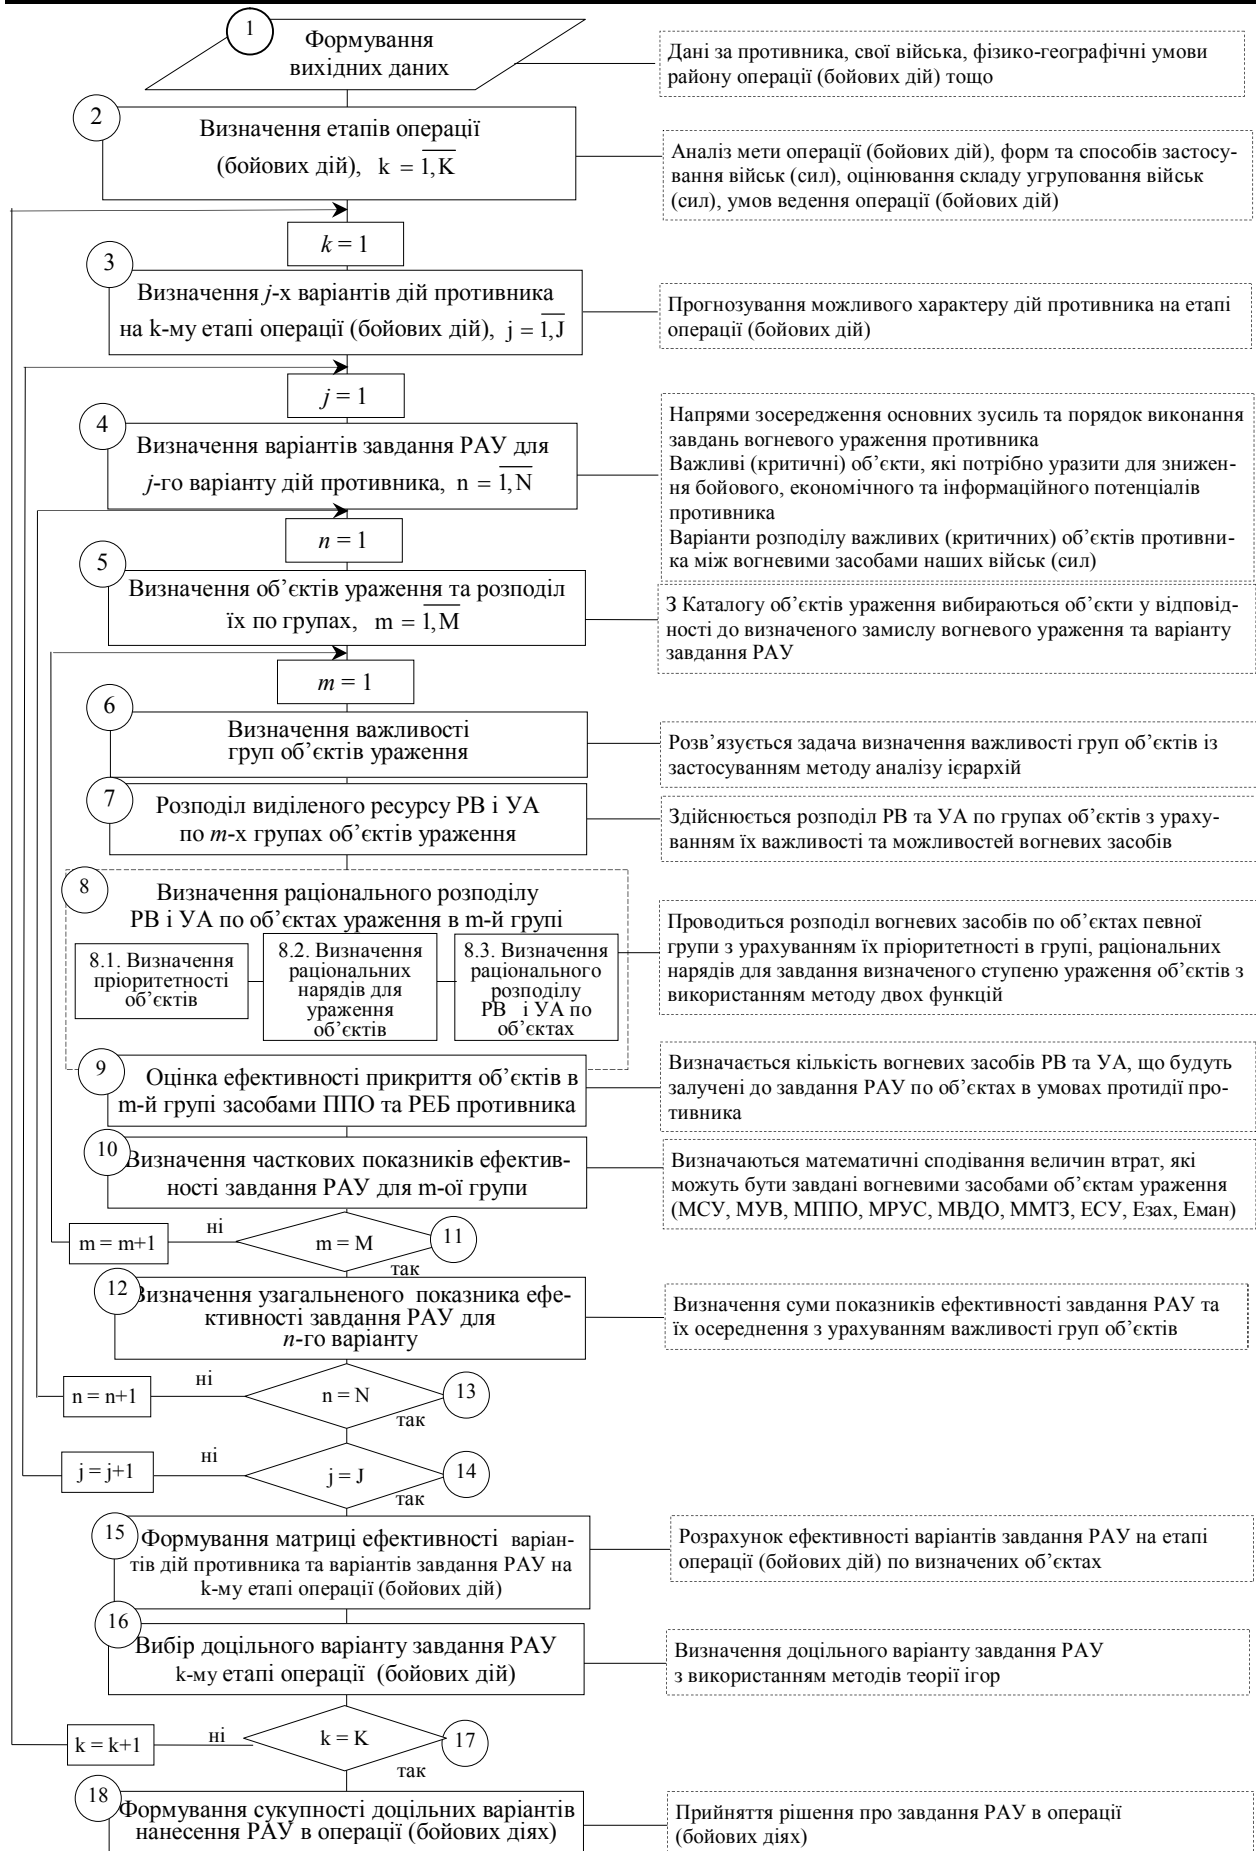 1
Формування
вихідних даних
Дані за противника, свої війська, фізико-географічні умови
району операції (бойових дій) тощо
2
Визначення етапів операції
(бойових дій), k = 1,K
Аналіз мети операції (бойових дій), форм та способів застосу-
вання військ (сил), оцінювання складу угруповання військ
(сил), умов ведення операції (бойових дій)
k = 1
3
Визначення j-х варіантів дій противника
на k-му етапі операції (бойових дій), j = 1,J
Прогнозування можливого характеру дій противника на етапі
операції (бойових дій)
j = 1
4
Визначення варіантів завдання РАУ для
j-го варіанту дій противника, n = 1,N
Напрями зосередження основних зусиль та порядок виконання
завдань вогневого ураження противника
Важливі (критичні) об’єкти, які потрібно уразити для знижен-
ня бойового, економічного та інформаційного потенціалів
противника
Варіанти розподілу важливих (критичних) об’єктів противни-
ка між вогневими засобами наших військ (сил)
n = 1
5
Визначення об’єктів ураження та розподіл
їх по групах, m = 1,M
З Каталогу об’єктів ураження вибираються об’єкти у відповід-
ності до визначеного замислу вогневого ураження та варіанту
завдання РАУ
m = 1
6
Визначення важливості
груп об’єктів ураження
Розв’язується задача визначення важливості груп об’єктів із
застосуванням методу аналізу ієрархій
7
Розподіл виділеного ресурсу РВ і УА
по m-х групах об’єктів ураження
Здійснюється розподіл РВ та УА по групах об’єктів з ураху-
ванням їх важливості та можливостей вогневих засобів
8
Визначення раціонального розподілу
РВ і УА по об’єктах ураження в m-й групі
8.1. Визначення
пріоритетності
об’єктів
8.2. Визначення
раціональних
нарядів для
ураження
об’єктів
8.3. Визначення
раціонального
розподілу
РВ і УА по
об’єктах
Проводиться розподіл вогневих засобів по об’єктах певної
групи з урахуванням їх пріоритетності в групі, раціональних
нарядів для завдання визначеного ступеню ураження об’єктів з
використанням методу двох функцій
9
Оцінка ефективності прикриття об’єктів в
m-й групі засобами ППО та РЕБ противника
Визначається кількість вогневих засобів РВ та УА, що будуть
залучені до завдання РАУ по об’єктах в умовах протидії про-
тивника
10
Визначення часткових показників ефектив-
ності завдання РАУ для m-ої групи
Визначаються математичні сподівання величин втрат, які
можуть бути завдані вогневими засобами об’єктам ураження
(МСУ, МУВ, МППО, МРУС, МВДО, ММТЗ, ЕСУ, Езах, Еман)
m = m+1
ні
m = M
11
так
12
Визначення узагальненого показника ефе-
ктивності завдання РАУ для
n-го варіанту
Визначення суми показників ефективності завдання РАУ та
їх осереднення з урахуванням важливості груп об’єктів
n = n+1
ні
n = N
13
так
j = j+1
ні
j = J
14
так
15
Формування матриці ефективності варіан-
тів дій противника та варіантів завдання РАУ на
k-му етапі операції (бойових дій)
Розрахунок ефективності варіантів завдання РАУ на етапі
операції (бойових дій) по визначених об’єктах
16
Вибір доцільного варіанту завдання РАУ
k-му етапі операції (бойових дій)
Визначення доцільного варіанту завдання РАУ
з використанням методів теорії ігор
k = k+1
ні
k = K
17
так
18
Формування сукупності доцільних варіантів
нанесення РАУ в операції (бойових діях)
Прийняття рішення про завдання РАУ в операції
(бойових діях)